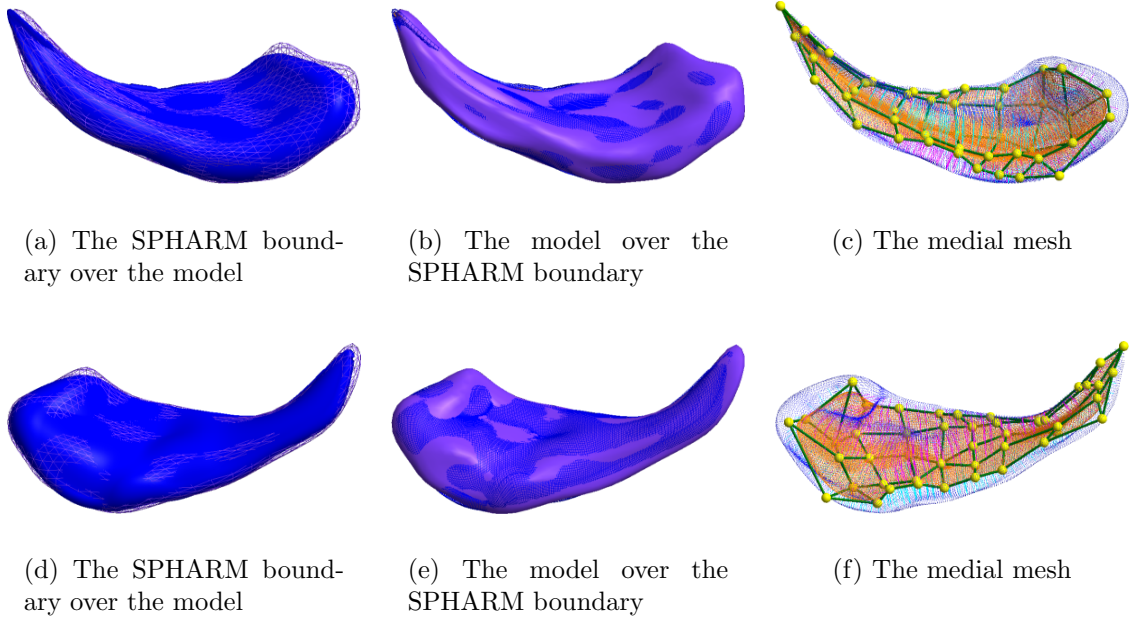 (a) The SPHARM bound-
ary over the model
(b) The model over the
SPHARM boundary
(c) The medial mesh
(d) The SPHARM bound-
ary over the model
(e) The model over the
SPHARM boundary
(f) The medial mesh